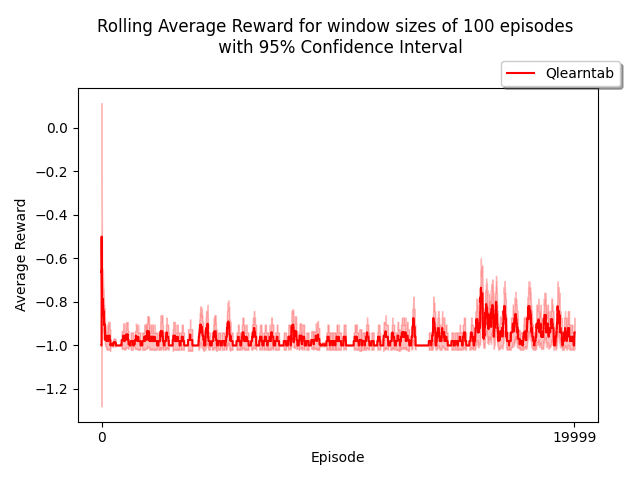 Rolling Average Reward for window sizes of 100 episodes
with 95% Confidence Interval
Qlearntab
0.0
−0.2
−0.4
−0.6
−0.8
−1.0
−1.2
Average Reward
0
19999
Episode